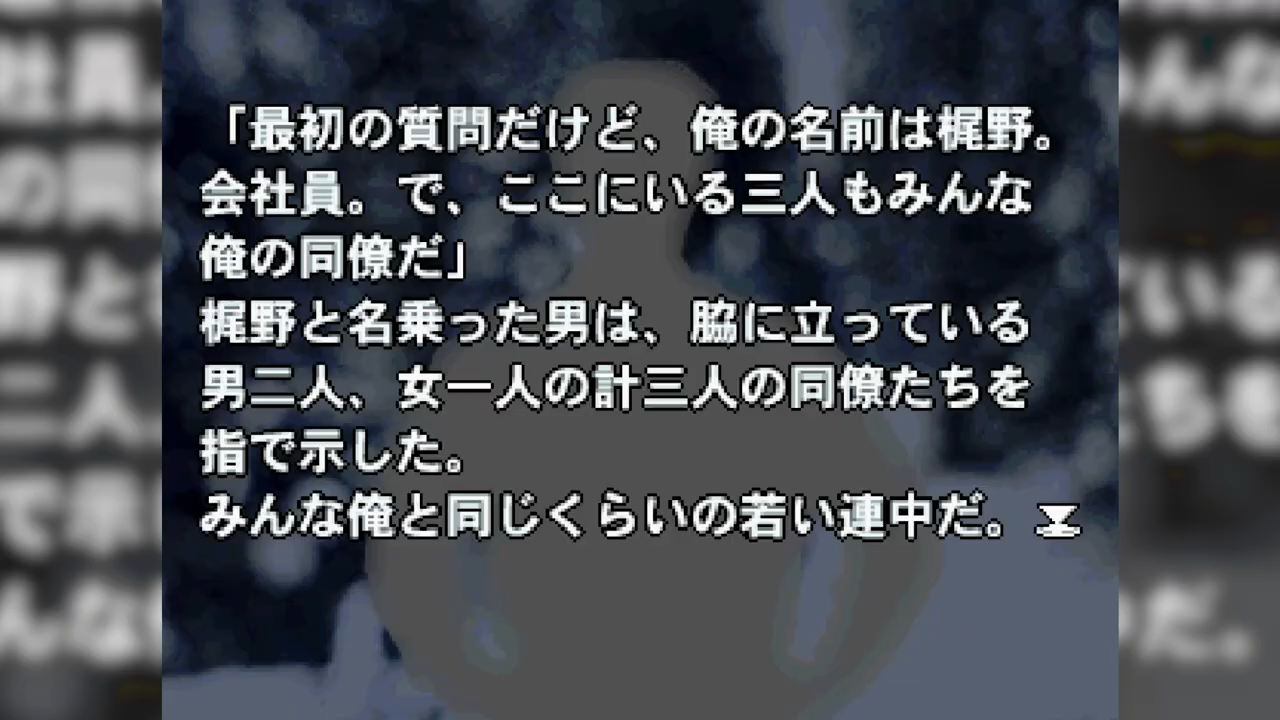 「最初の質問だけど、俺の名前は梶野。
会社員。で、ここにいる三人もみんな
俺の同僚だ」
梶野と名乗った男は、脇に立っている
男二人、女一人の計三人の同僚たちを
指で示した。
みんな俺と同じくらいの若い連中だ。